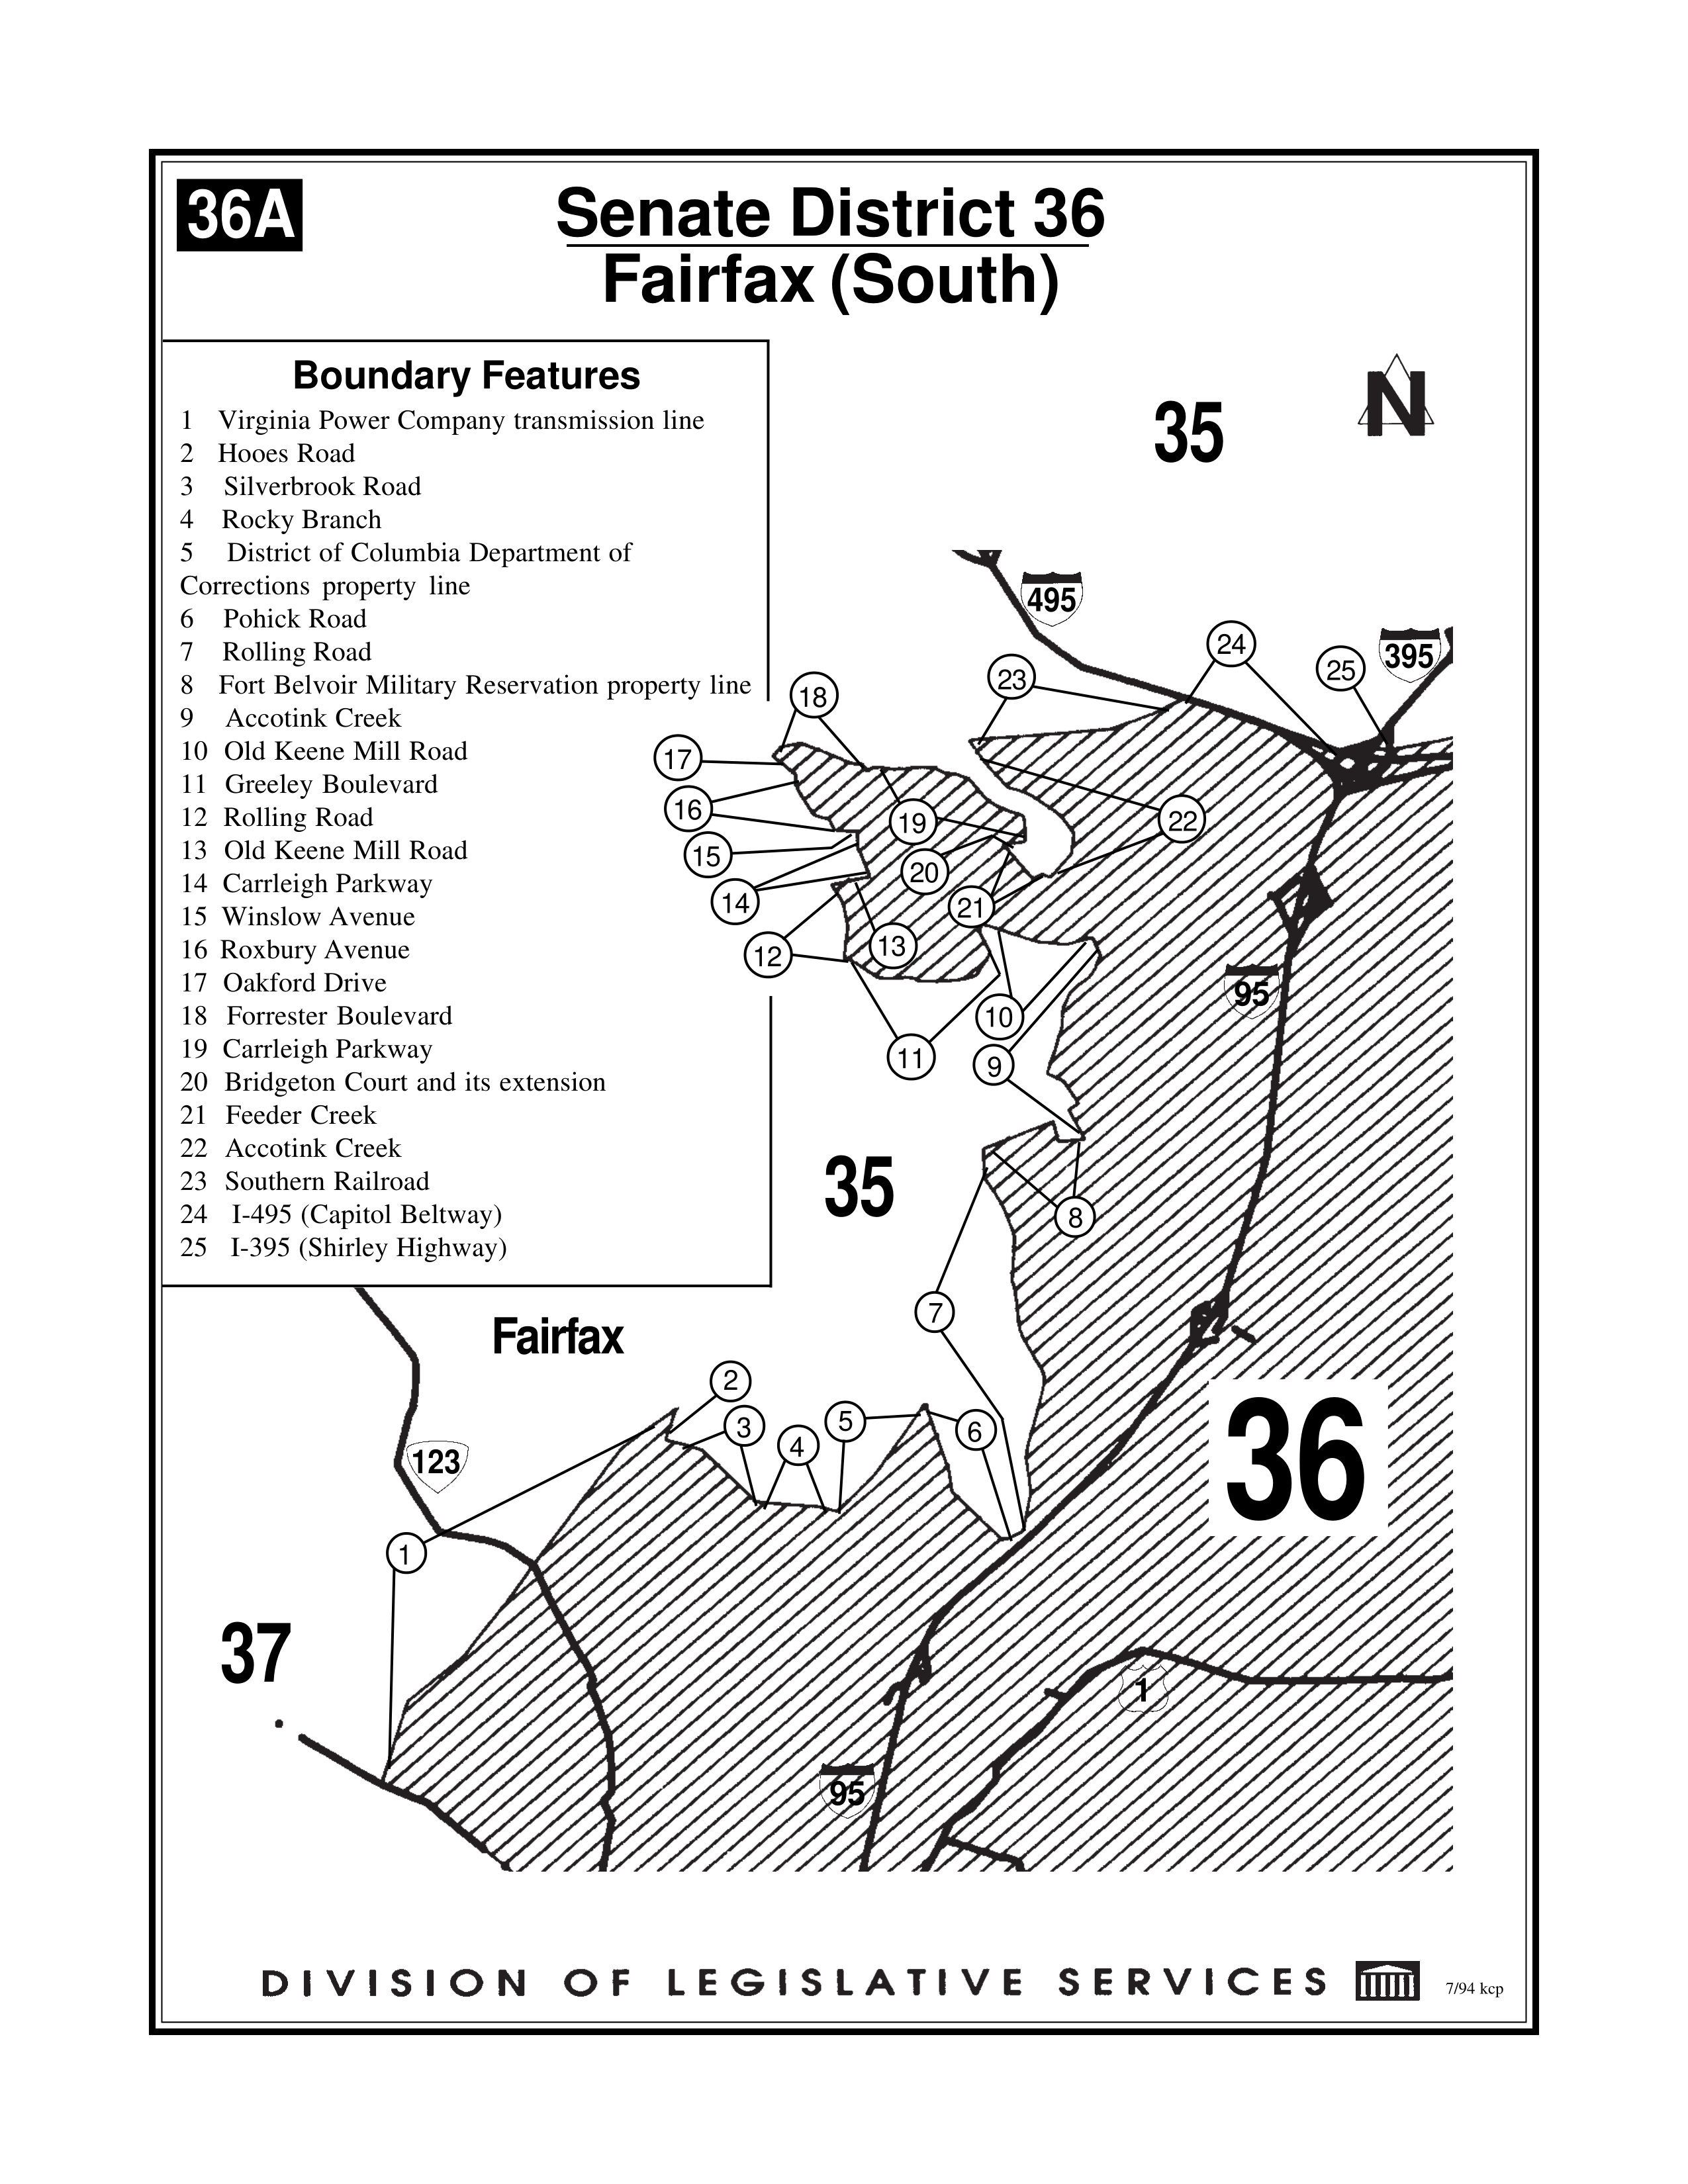 36A
Senate District 36
Fairfax (South)
Boundary Features
1 Virginia Power Company transmission line
2 Hooes Road
3 Silverbrook Road
4 Rocky Branch
5 District of Columbia Department of
Corrections property line
6 Pohick Road
7 Rolling Road
8 Fort Belvoir Military Reservation property line
9 Accotink Creek
10 Old Keene Mill Road
11 Greeley Boulevard
12 Rolling Road
13 Old Keene Mill Road
14 Carrleigh Parkway
15 Winslow Avenue
16 Roxbury Avenue
17 Oakford Drive
18 Forrester Boulevard
19 Carrleigh Parkway
20 Bridgeton Court and its extension
21 Feeder Creek
22 Accotink Creek
23 Southern Railroad
24 I-495 (Capitol Beltway)
25 I-395 (Shirley Highway)
N
35
495
24
395
25
23
18
17
16
19
22
15
20
14
21
13
12
95
10
11
9
35
8
7
Fairfax
2
36
5
3
6
4
123
1
37
1
95
DIVISION OF LEGISLATIVE SERVICES
7/94 kcp